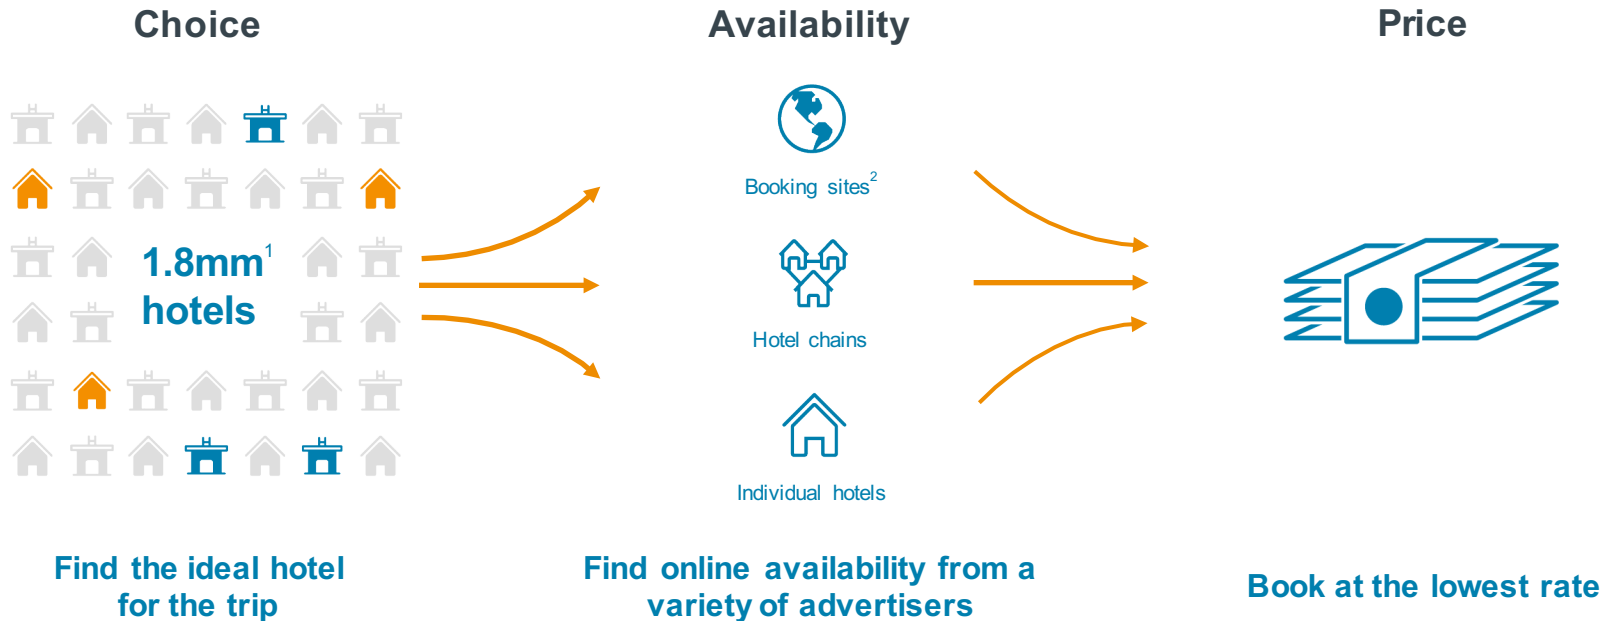 Choice
1.8mm¹
hotels
Find the ideal hotel
for the trip
Availability
Booking sites²
Hotel chains
Individual hotels
Find online availability from a
variety of advertisers
Price
Book at the lowest rate